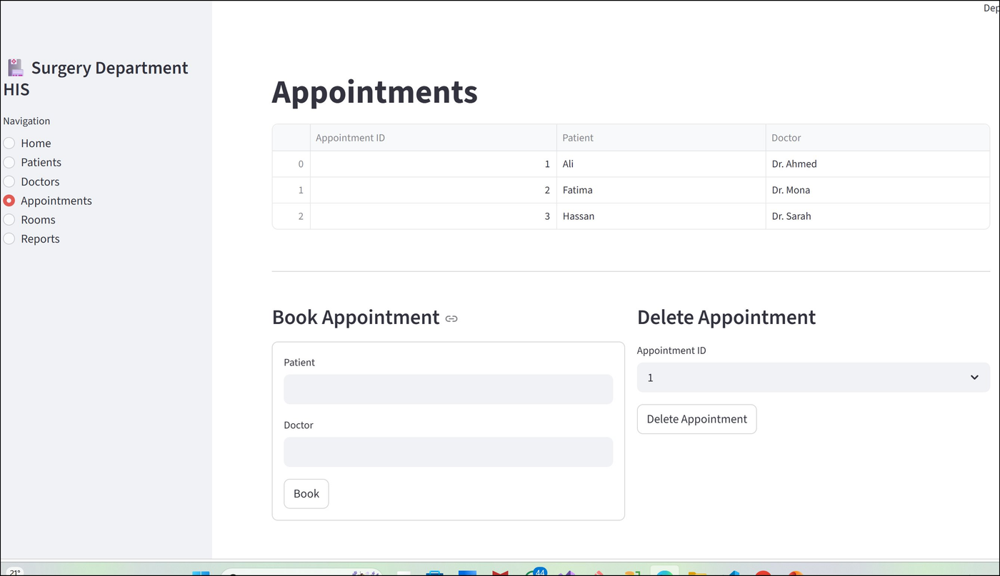 Dep
Surgery Department
HIS
Navigation
Home
Patients
Doctors
Appointments
Rooms
Reports
Appointments
Appointment ID Patient Doctor
0 1 Ali Dr. Ahmed
1 2 Fatima Dr. Mona
2 3 Hassan Dr. Sarah
Book Appointment
Patient
Doctor
Book
Delete Appointment
Appointment ID
1
Delete Appointment
21°
44